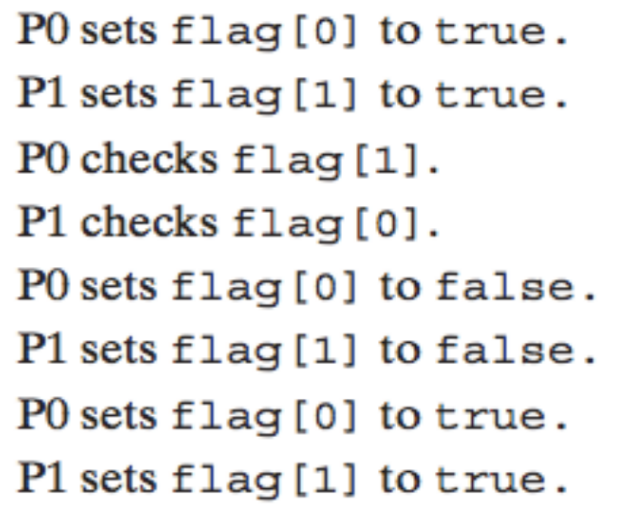 P0 sets flag[0] to true.
P1 sets flag[1] to true.
P0 checks flag[1].
P1 checks flag[0].
P0 sets flag[0] to false.
P1 sets flag[1] to false.
P0 sets flag[0] to true.
P1 sets flag[1] to true.